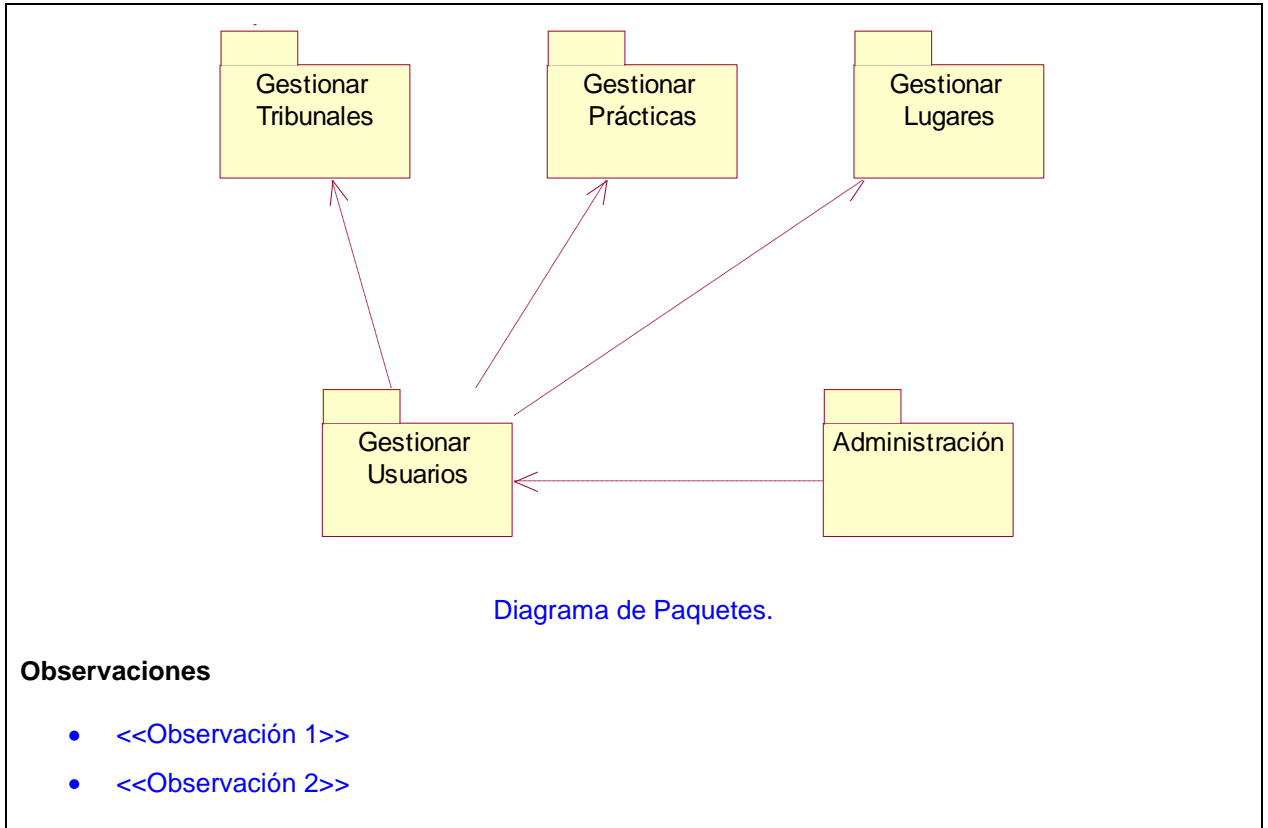 Gestionar
Tribunales
Gestionar
Prácticas
Gestionar
Lugares
Gestionar
Usuarios
Administración
Diagrama de Paquetes.
Observaciones
• <<Observación 1>>
• <<Observación 2>>